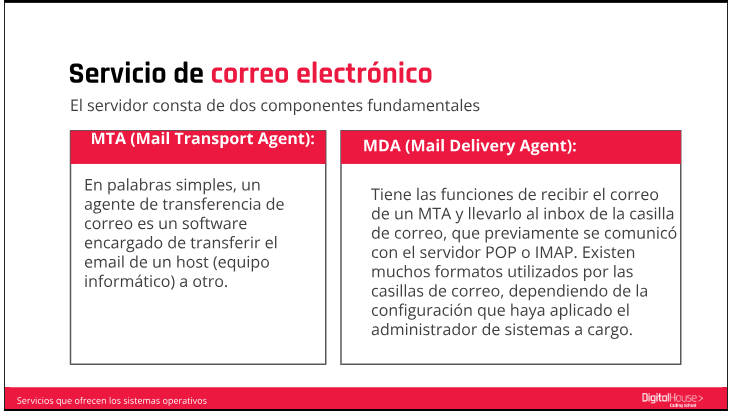 Servicio de correo electrónico
El servidor consta de dos componentes fundamentales
MTA (Mail Transport Agent):
En palabras simples, un
agente de transferencia de
correo es un software
encargado de transferir el
email de un host (equipo
informático) a otro.
MDA (Mail Delivery Agent):
Tiene las funciones de recibir el correo
de un MTA y llevarlo al inbox de la casilla
de correo, que previamente se comunicó
con el servidor POP o IMAP. Existen
muchos formatos utilizados por las
casillas de correo, dependiendo de la
configuración que haya aplicado el
administrador de sistemas a cargo.
Servicios que ofrecen los sistemas operativos
DigitalHouse>
Coding School